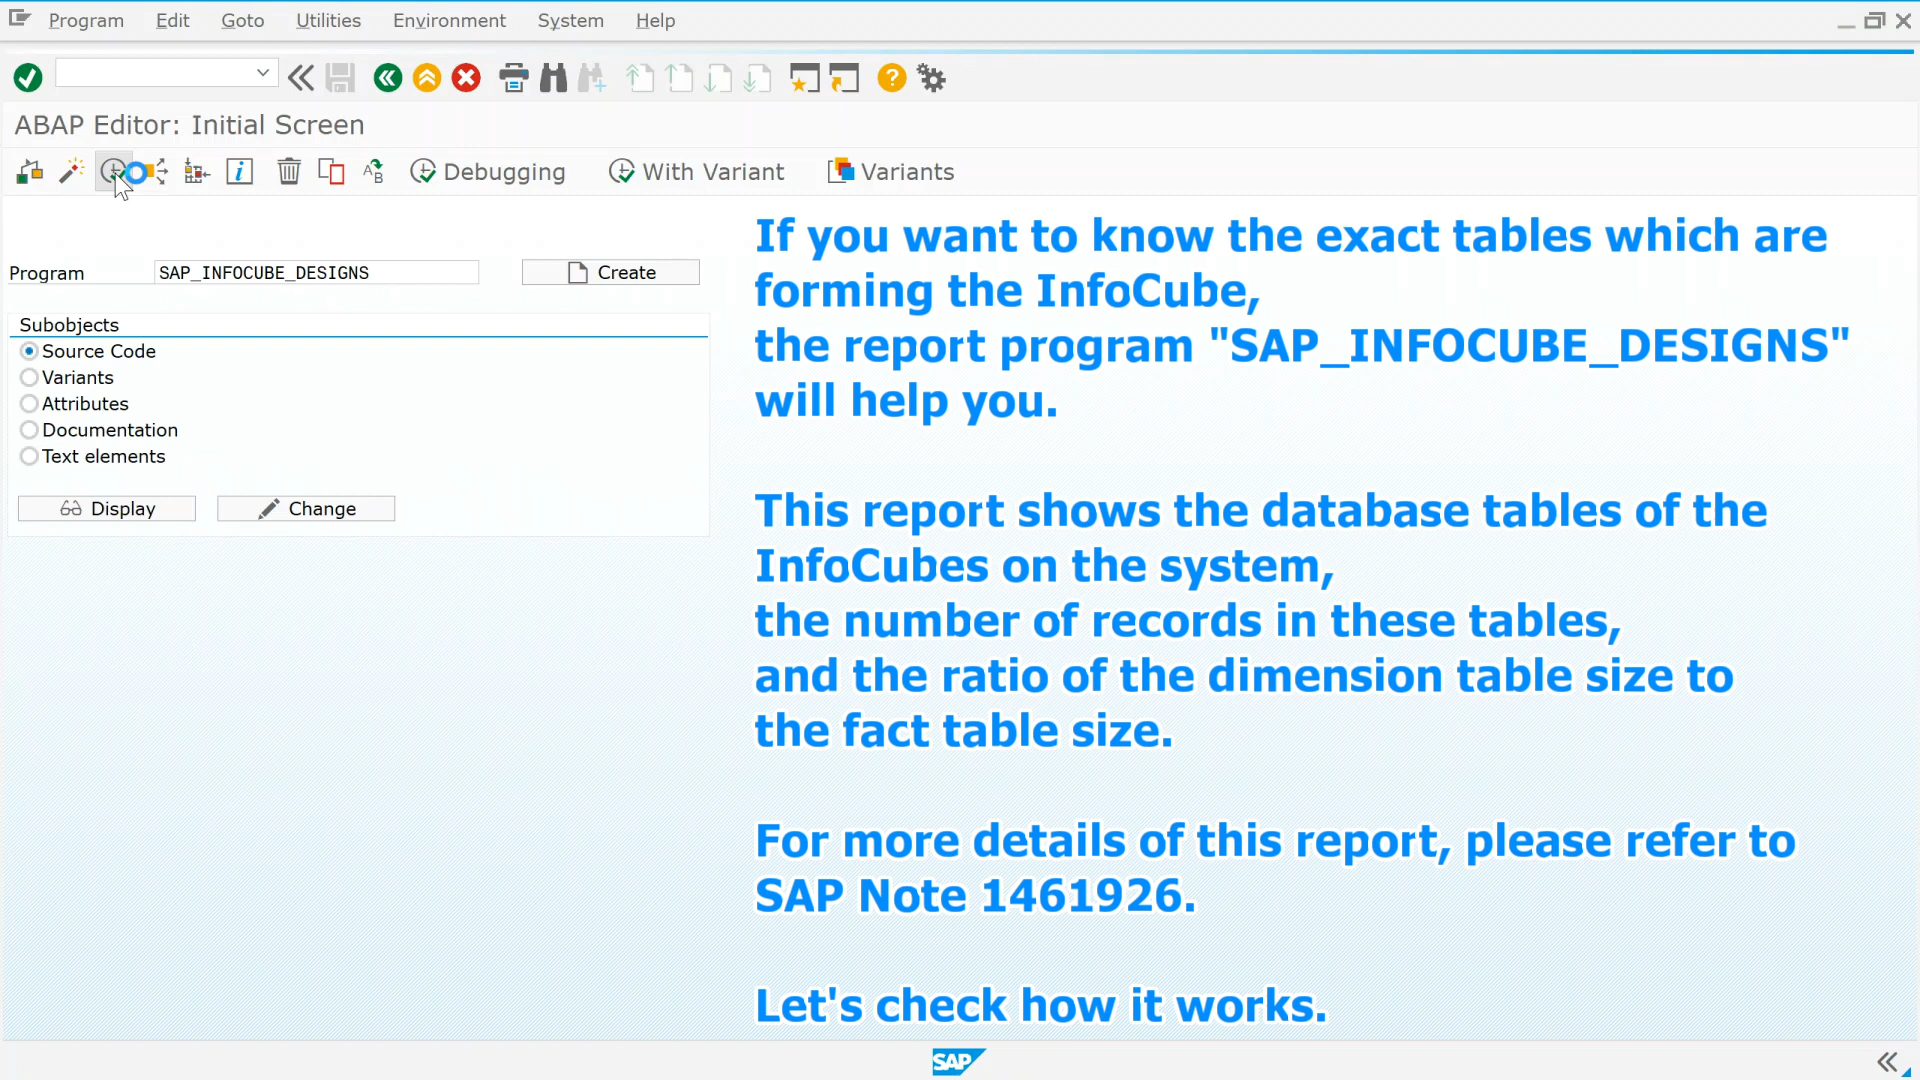 Program Edit Goto Utilities Environment System Help
ABAP Editor: Initial Screen
Debugging With Variant Variants
Program SAP_INFOCUBE_DESIGNS Create
Subobjects
Source Code
Variants
Attributes
Documentation
Text elements
Display Change
If you want to know the exact tables which are
forming the InfoCube,
the report program "SAP_INFOCUBE_DESIGNS"
will help you.
This report shows the database tables of the
InfoCubes on the system,
the number of records in these tables,
and the ratio of the dimension table size to
the fact table size.
For more details of this report, please refer to
SAP Note 1461926.
Let's check how it works.
SAP